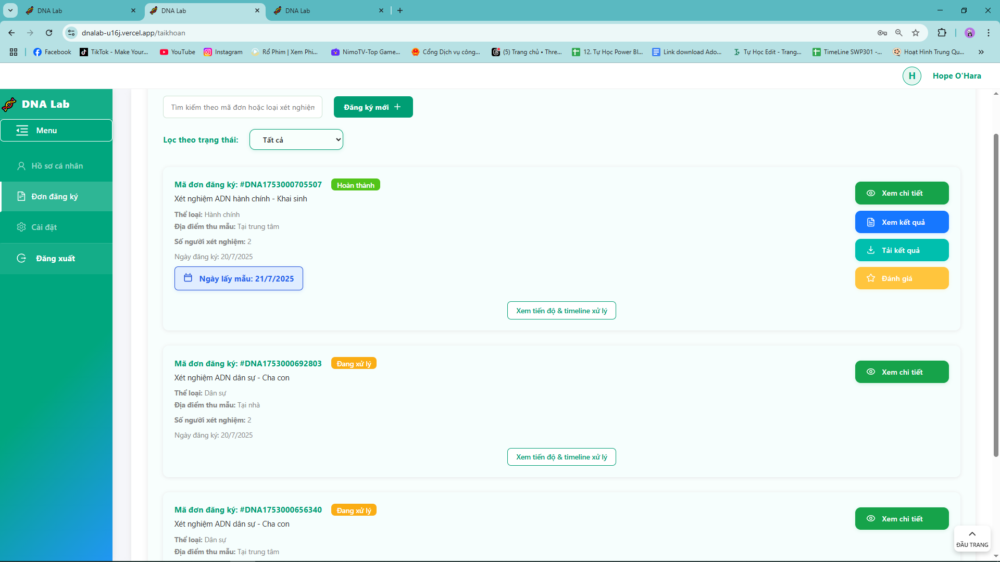 DNA Lab
DNA Lab
DNA Lab
dnalab-u16j.vercel.app/taikhoan
Facebook
TikTok - Make Your...
YouTube
Instagram
Rổ Phim | Xem Phi...
NimoTV-Top Game...
Cổng Dịch vụ công...
(5) Trang chủ • Thre...
12. Tự Học Power BI...
Link download Ado...
Tự Học Edit - Trang...
TimeLine SWP301 -...
Hoạt Hình Trung Qu...
H
Hope O'Hara
DNA Lab
Menu
Hồ sơ cá nhân
Đơn đăng ký
Cài đặt
Đăng xuất
Tìm kiếm theo mã đơn hoặc loại xét nghiệm
Đăng ký mới +
Lọc theo trạng thái:
Tất cả
Mã đơn đăng ký: #DNA1753000705507
Hoàn thành
Xét nghiệm ADN hành chính - Khai sinh
Thể loại: Hành chính
Địa điểm thu mẫu: Tại trung tâm
Số người xét nghiệm: 2
Ngày đăng ký: 20/7/2025
Ngày lấy mẫu: 21/7/2025
Xem chi tiết
Xem kết quả
Tải kết quả
Đánh giá
Xem tiến độ & timeline xử lý
Mã đơn đăng ký: #DNA1753000692803
Đang xử lý
Xét nghiệm ADN dân sự - Cha con
Thể loại: Dân sự
Địa điểm thu mẫu: Tại nhà
Số người xét nghiệm: 2
Ngày đăng ký: 20/7/2025
Xem chi tiết
Xem tiến độ & timeline xử lý
Mã đơn đăng ký: #DNA1753000656340
Đang xử lý
Xét nghiệm ADN dân sự - Cha con
Thể loại: Dân sự
Địa điểm thu mẫu: Tại trung tâm
Xem chi tiết
ĐẦU TRANG